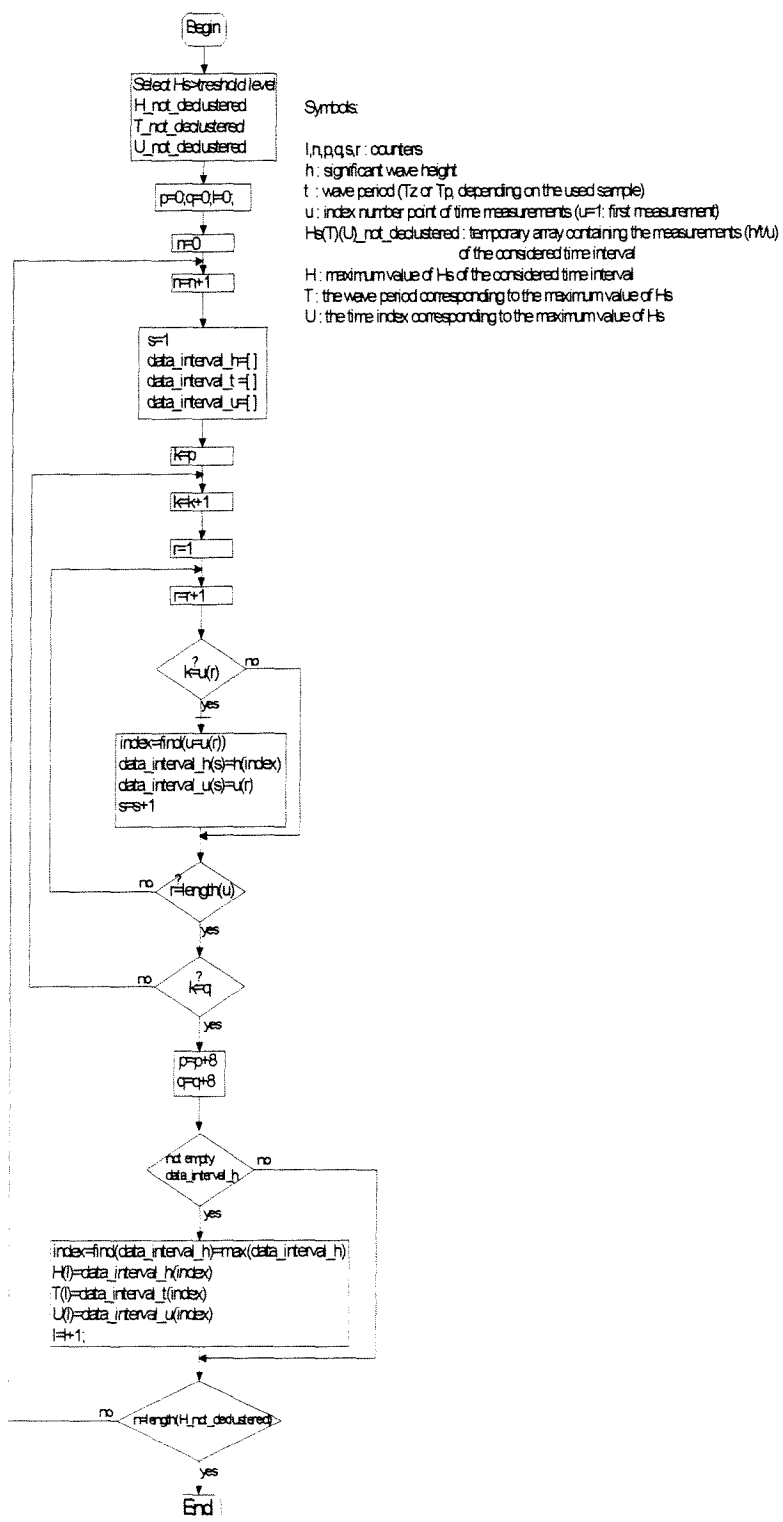 Begin
Select Hs>treshold level
H_not_declustered
T_not_declustered
U_not_declustered
p=0;q=0;l=0;
n=0
n=n+1
s=1
data_interval_h=[ ]
data_interval_t =[ ]
data_interval_u=[ ]
k=p
k=k+1
r=1
r=r+1
?
k=u(r)
no
yes
index=find(u=u(r))
data_interval_h(s)=h(index)
data_interval_u(s)=u(r)
s=s+1
?
r=length(u)
no
yes
?
k=q
no
yes
p=p+8
q=q+8
not empty
data_interval_h
no
yes
index=find(data_interval_h)=max(data_interval_h)
H(l)=data_interval_h(index)
T(l)=data_interval_t(index)
U(l)=data_interval_u(index)
l=l+1;
n=length(H_not_declustered)
no
yes
End
Symbols:
l,n,p,q,s,r : counters
h : significant wave height
t : wave period (Tz or Tp, depending on the used sample)
u : index number point of time measurements (u=1: first measurement)
Hs(T)(U)_not_declustered : temporary array containing the measurements (h/t/u)
of the considered time interval
H : maximum value of Hs of the considered time interval
T : the wave period corresponding to the maximum value of Hs
U : the time index corresponding to the maximum value of Hs